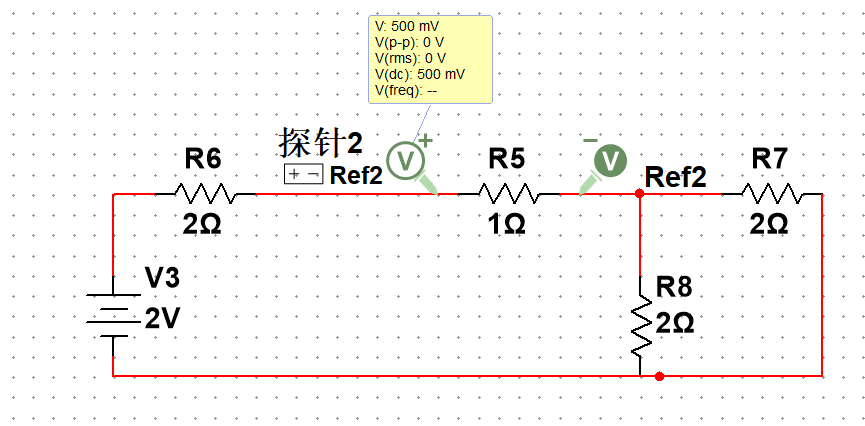 V: 500 mV
V(p-p): 0 V
V(rms): 0 V
V(dc): 500 mV
V(freq): --
探针2
R6
+ -
Ref2
V
+
R5
-
V
Ref2
R7
2Ω
1Ω
2Ω
V3
2V
R8
2Ω